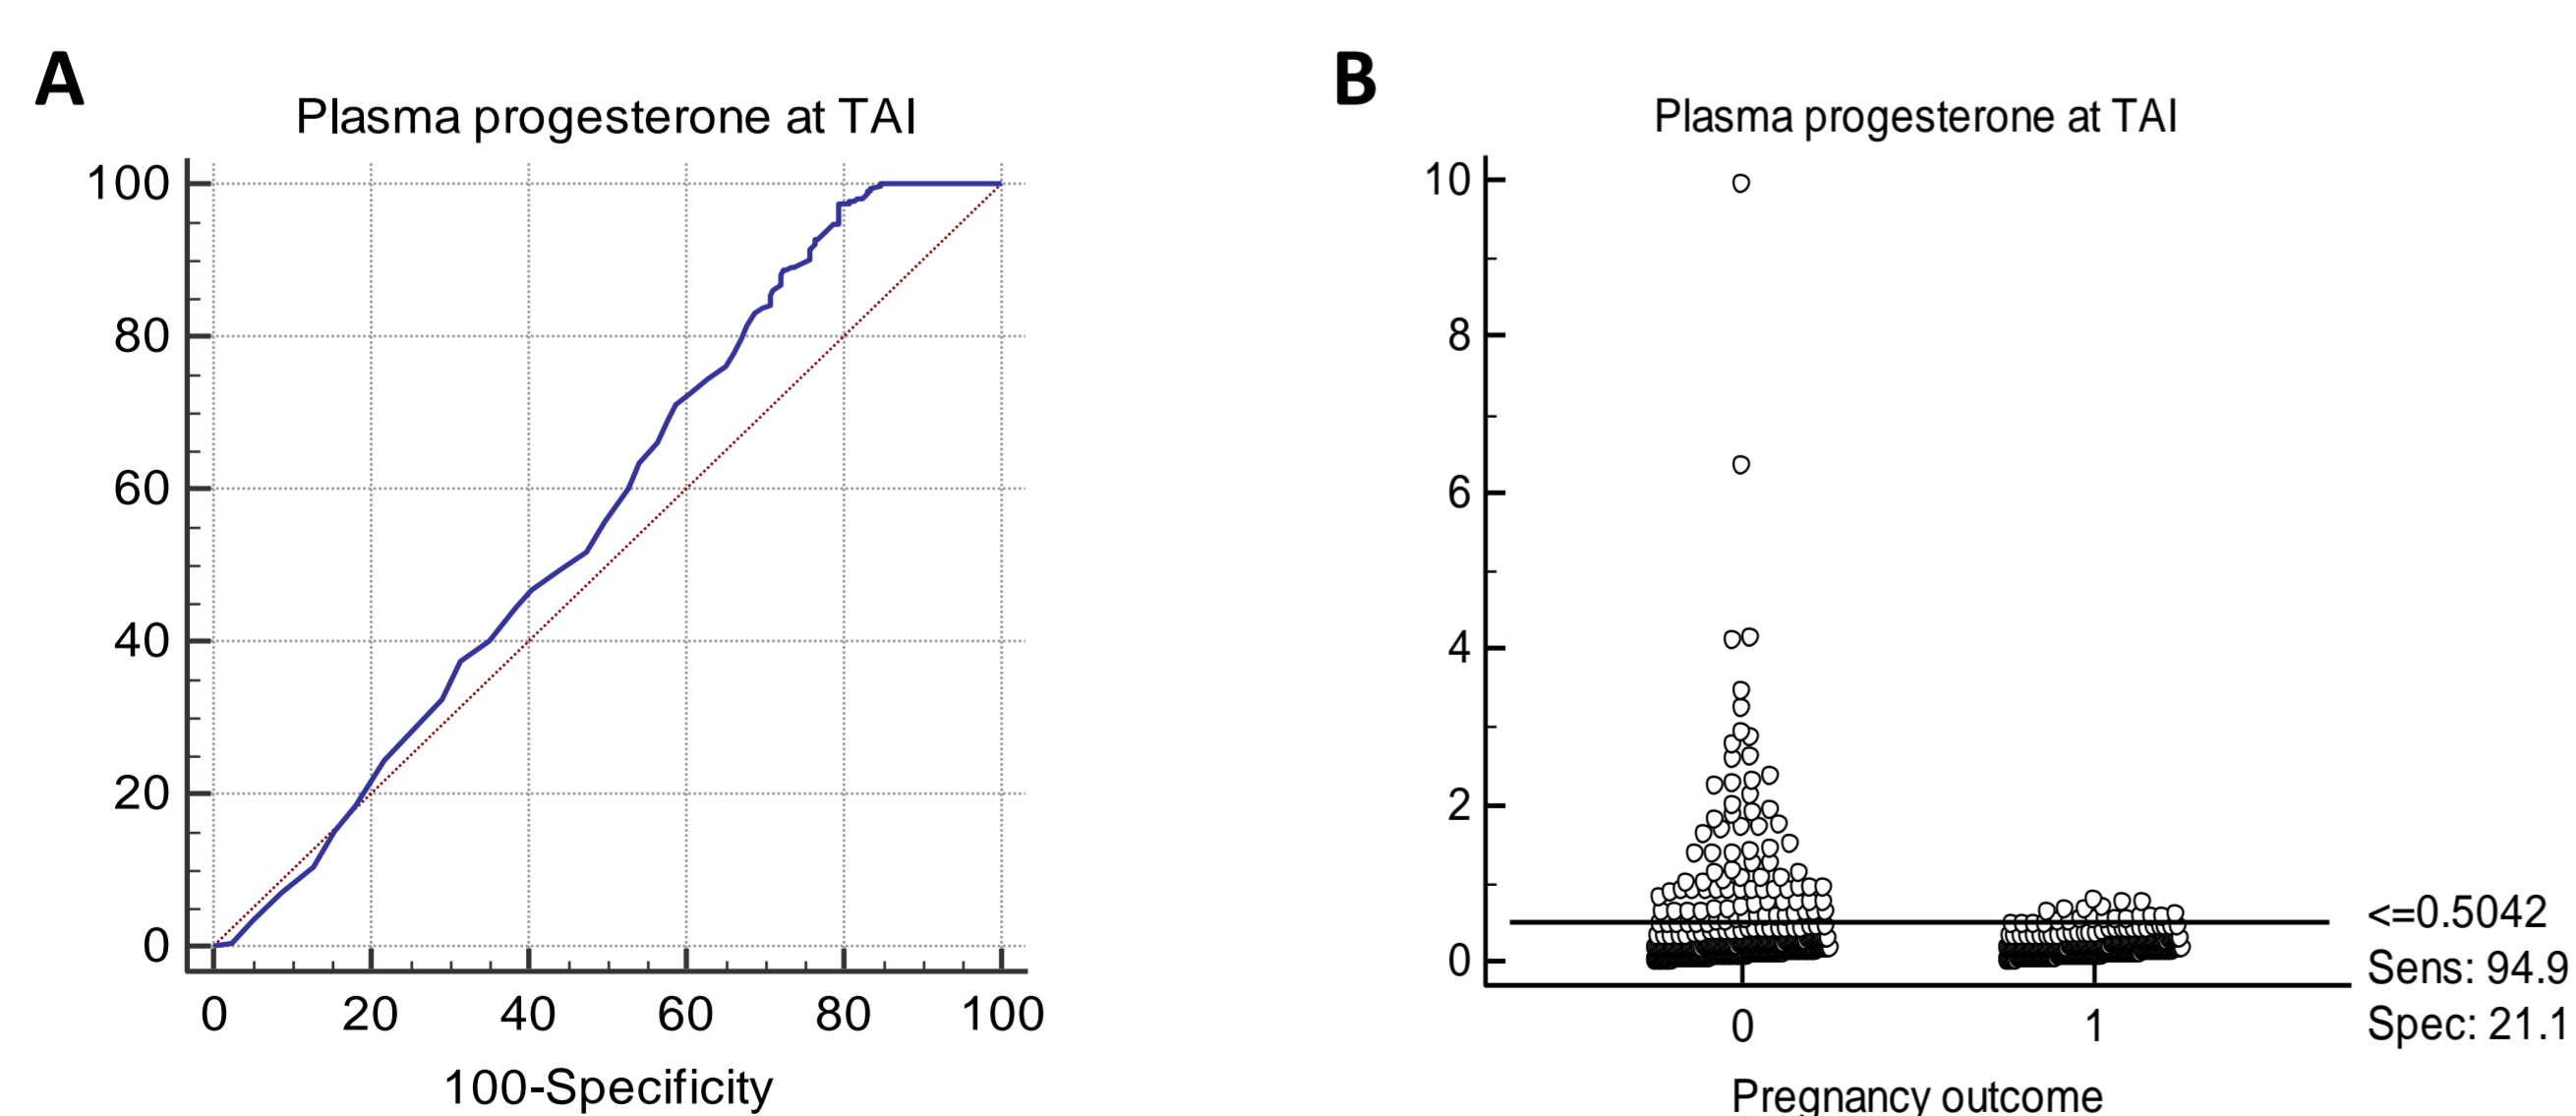 A
Plasma progesterone at TAI
100
80
60
40
20
0
0 20 40 60 80 100
100-Specificity
B
Plasma progesterone at TAI
10
8
6
4
2
0
0 1
Pregnancy outcome
<=0.5042
Sens: 94.9
Spec: 21.1